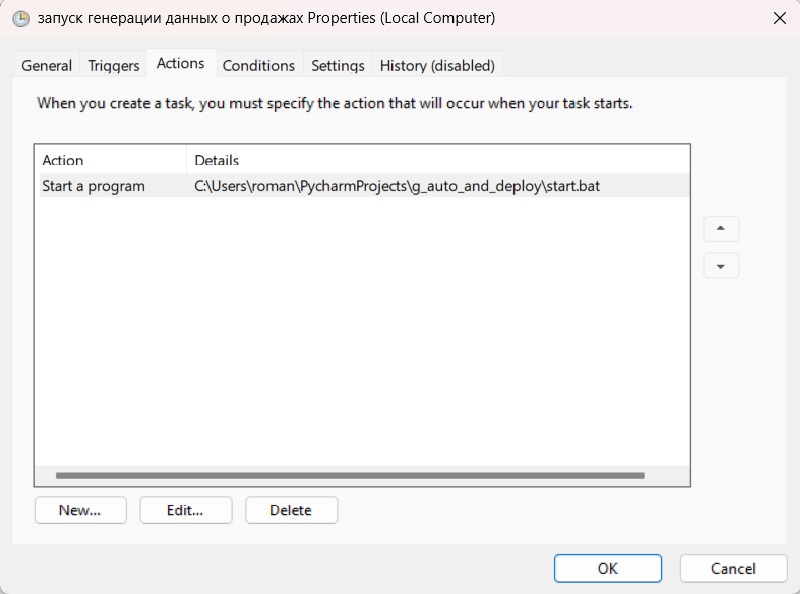 запуск генерации данных о продажах Properties (Local Computer)
General Triggers Actions Conditions Settings History (disabled)
When you create a task, you must specify the action that will occur when your task starts.
Action Details
Start a program C:\Users\roman\PycharmProjects\g_auto_and_deploy\start.bat
New... Edit... Delete
OK Cancel